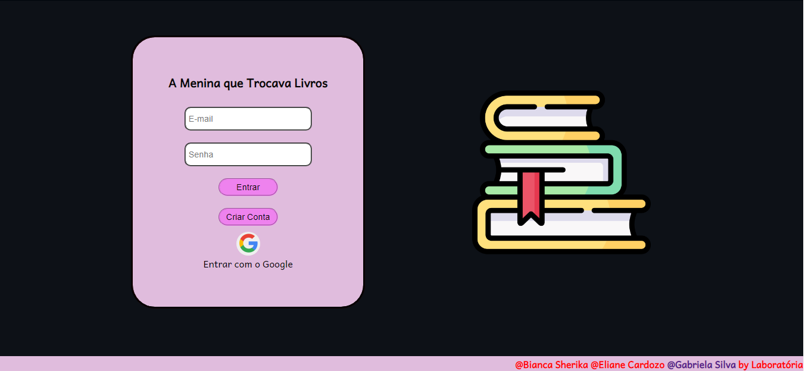 A Menina que Trocava Livros
E-mail
Senha
Entrar
Criar Conta
Entrar com o Google
@Bianca Sherika @Eliane Cardozo @Gabriela Silva by Laboratória